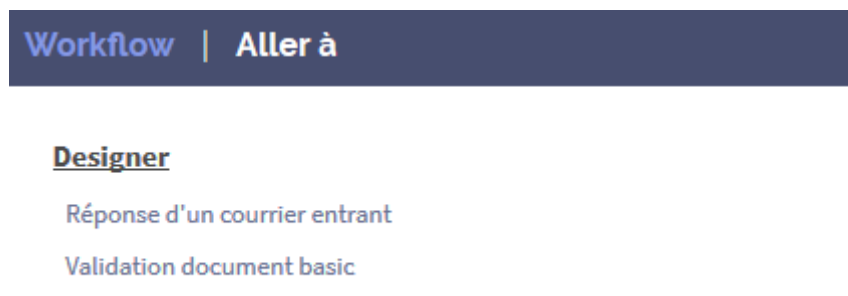 Workflow | Aller à
Designer
Réponse d'un courrier entrant
Validation document basic